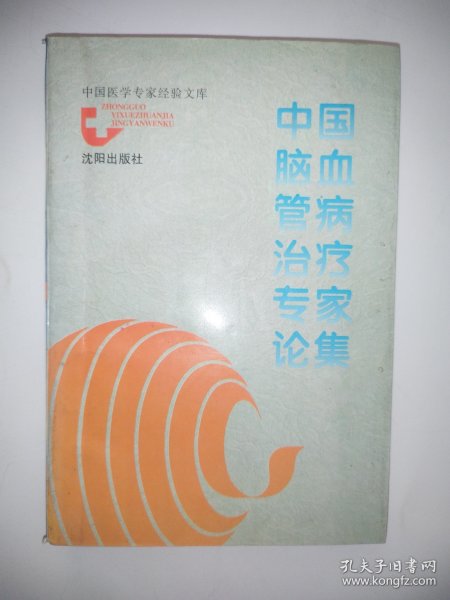 中国医学专家经验文库
ZHONGGUO
YIXUEZHUANJIA
JINGYANWENKU
沈阳出版社
中国
脑血
管病
治疗
专家
论集
孔夫子旧书网
www.kongfz.com